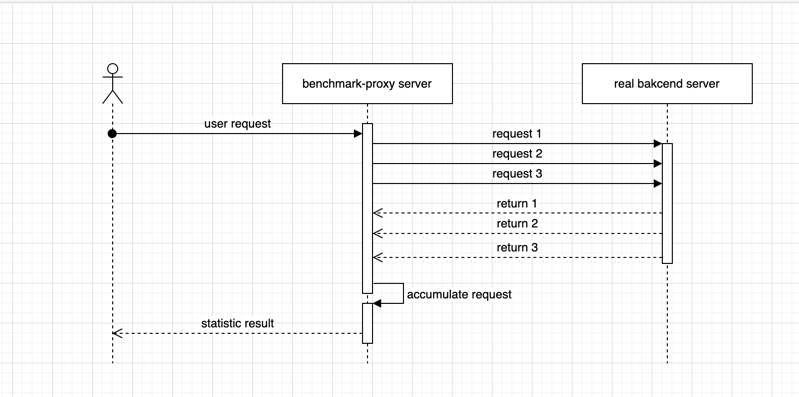 benchmark-proxy server
real bakcend server
user request
request 1
request 2
request 3
return 1
return 2
return 3
accumulate request
statistic result